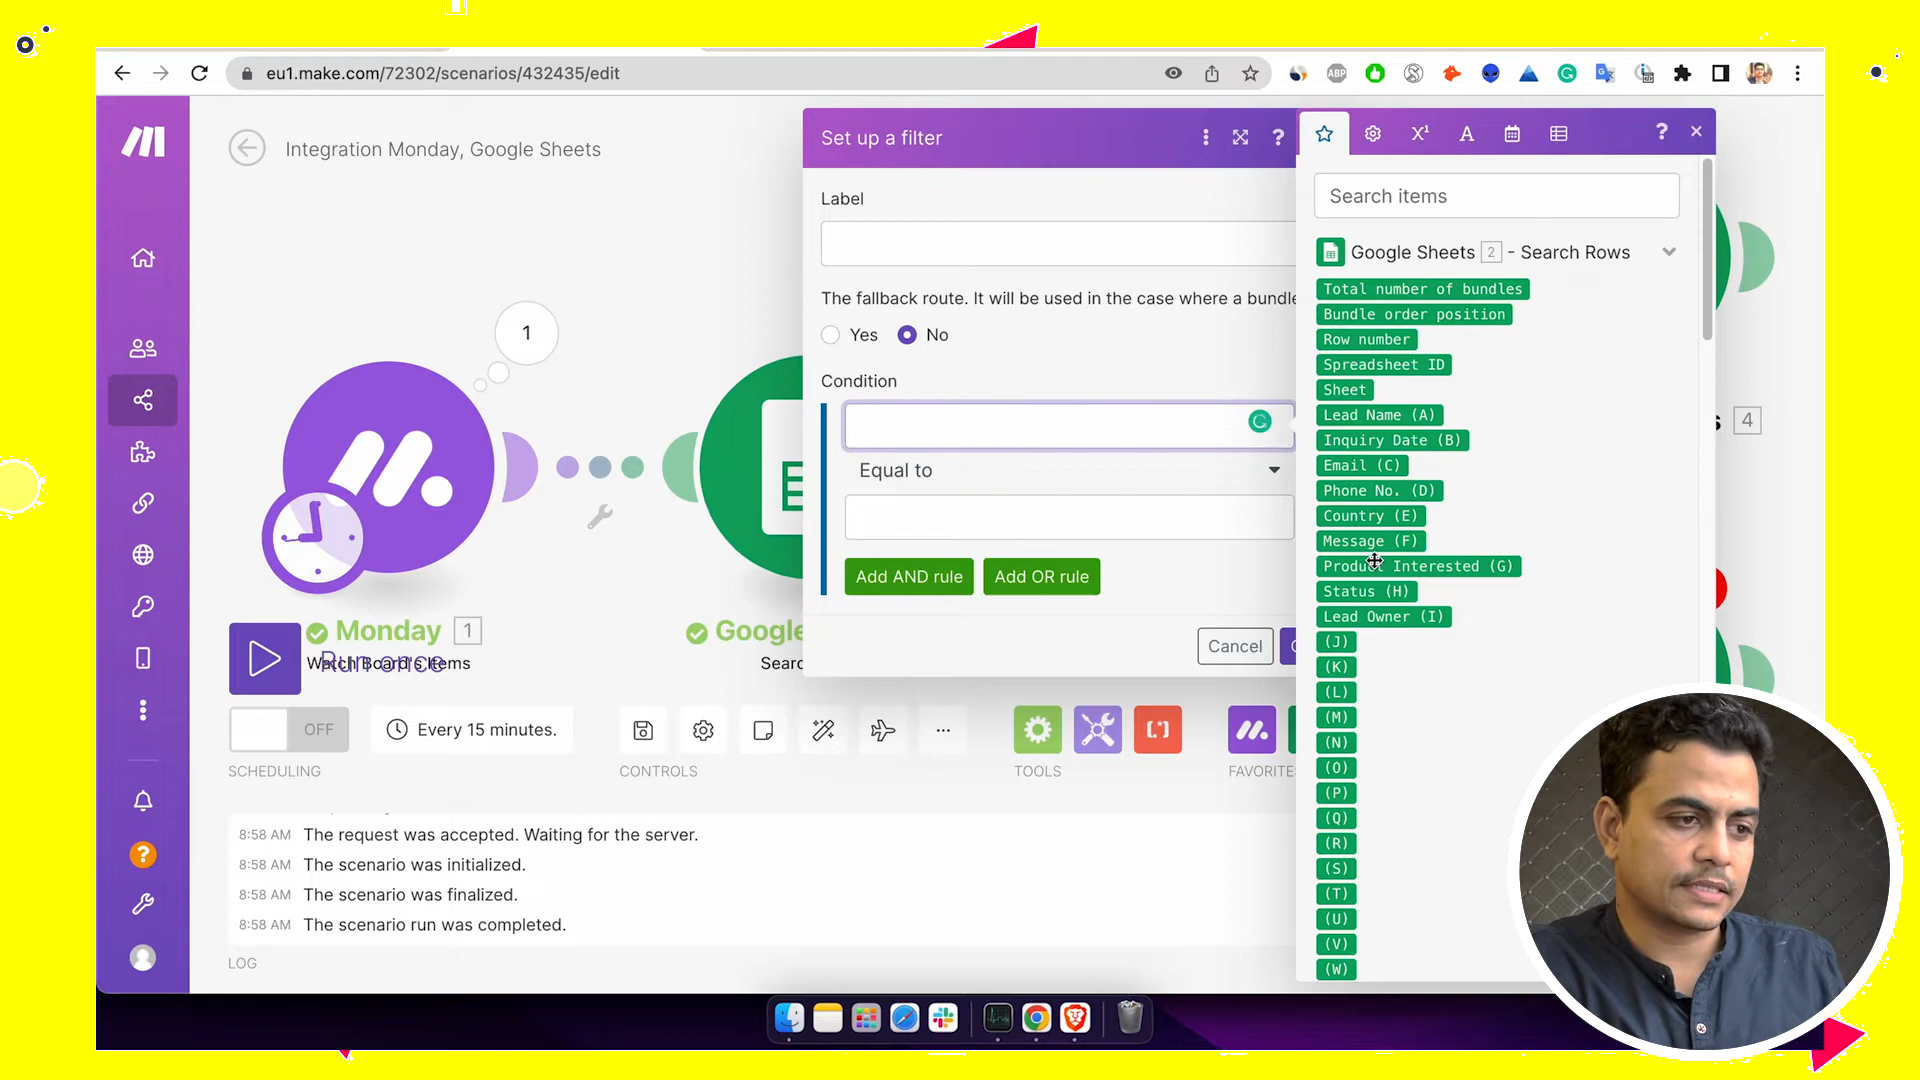 eu1.make.com/72302/scenarios/432435/edit
ABP
Integration Monday, Google Sheets
Set up a filter
?
Label
The fallback route. It will be used in the case where a bundle
Yes
No
Condition
Equal to
Add AND rule
Add OR rule
Cancel
X¹
A
?
Search items
Google Sheets 2 - Search Rows
Total number of bundles
Bundle order position
Row number
Spreadsheet ID
Sheet
Lead Name (A)
Inquiry Date (B)
Email (C)
Phone No. (D)
Country (E)
Message (F)
Product Interested (G)
Status (H)
Lead Owner (I)
(J)
(K)
(L)
(M)
(N)
(O)
(P)
(Q)
(R)
(S)
(T)
(U)
(V)
(W)
1
Monday 1
Watch Board's Items
Run once
Google
Searc
s 4
OFF
Every 15 minutes.
SCHEDULING
CONTROLS
TOOLS
FAVORITES
8:58 AM The request was accepted. Waiting for the server.
8:58 AM The scenario was initialized.
8:58 AM The scenario was finalized.
8:58 AM The scenario run was completed.
LOG